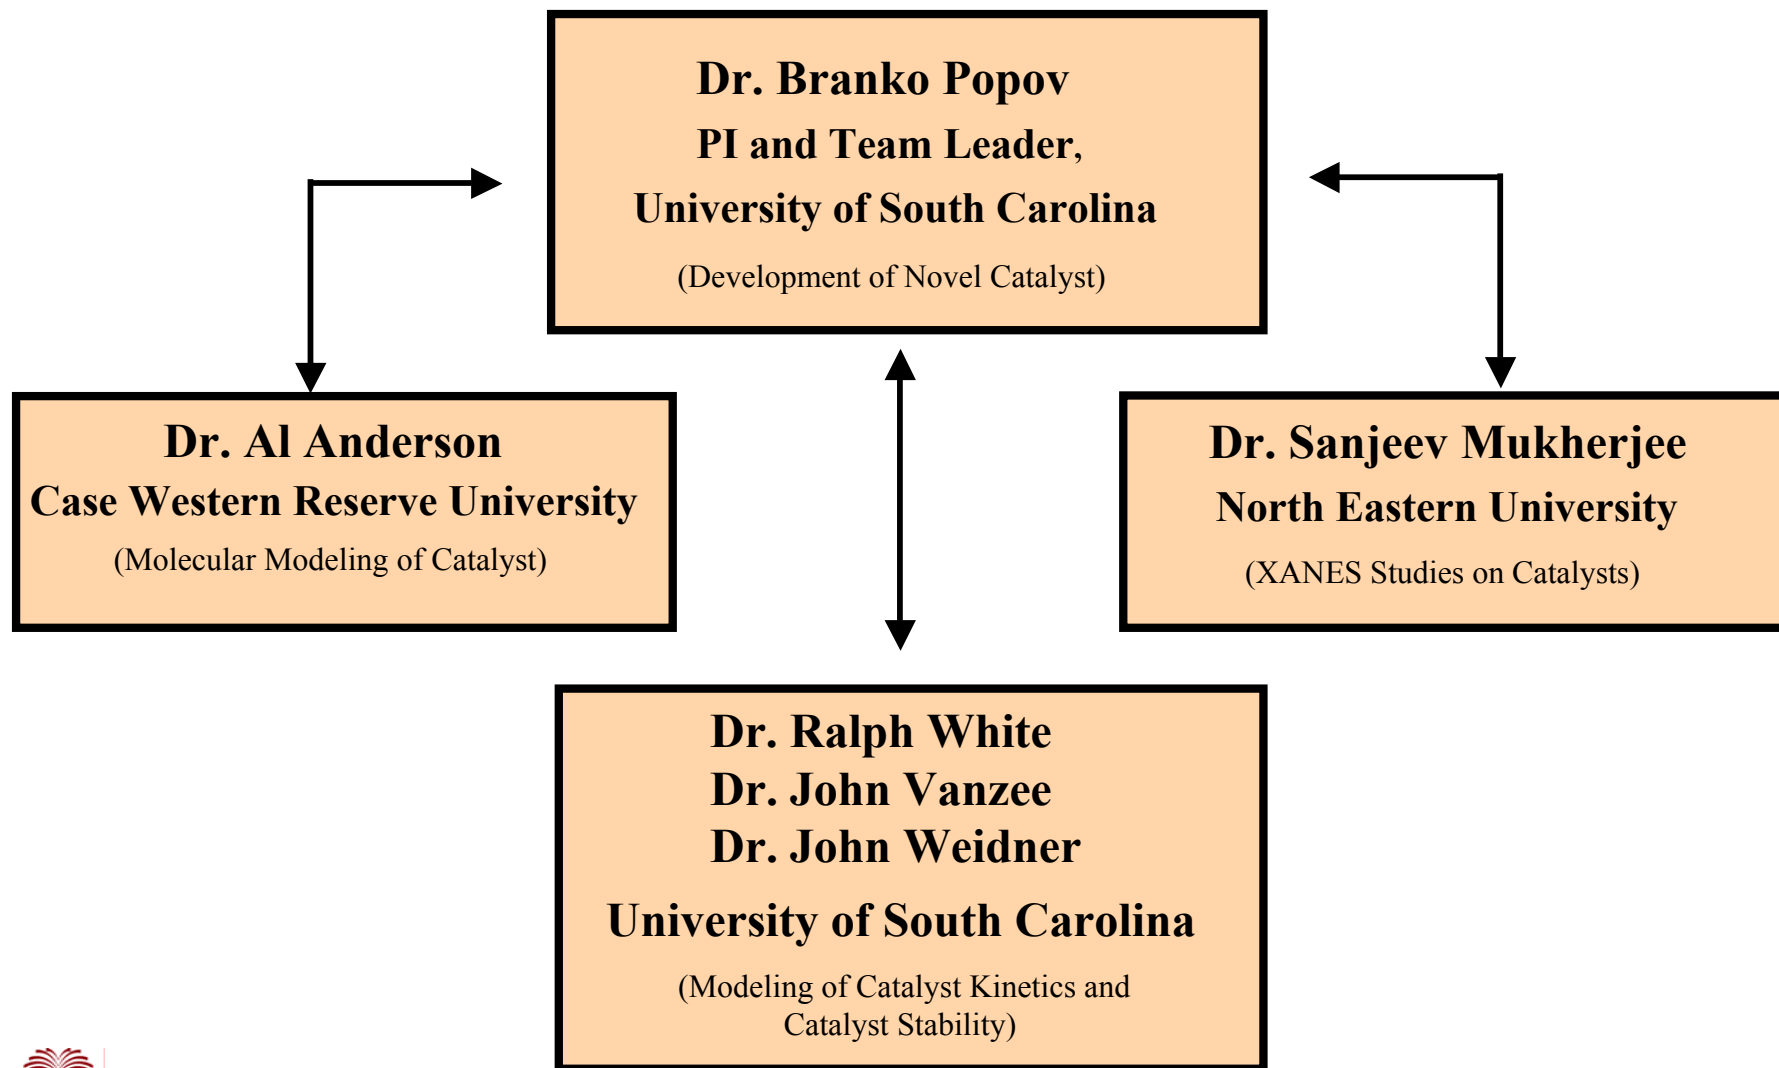 Dr. Branko Popov
PI and Team Leader,
University of South Carolina
(Development of Novel Catalyst)
Dr. Al Anderson
Case Western Reserve University
(Molecular Modeling of Catalyst)
Dr. Sanjeev Mukherjee
North Eastern University
(XANES Studies on Catalysts)
Dr. Ralph White
Dr. John Vanzee
Dr. John Weidner
University of South Carolina
(Modeling of Catalyst Kinetics and
Catalyst Stability)